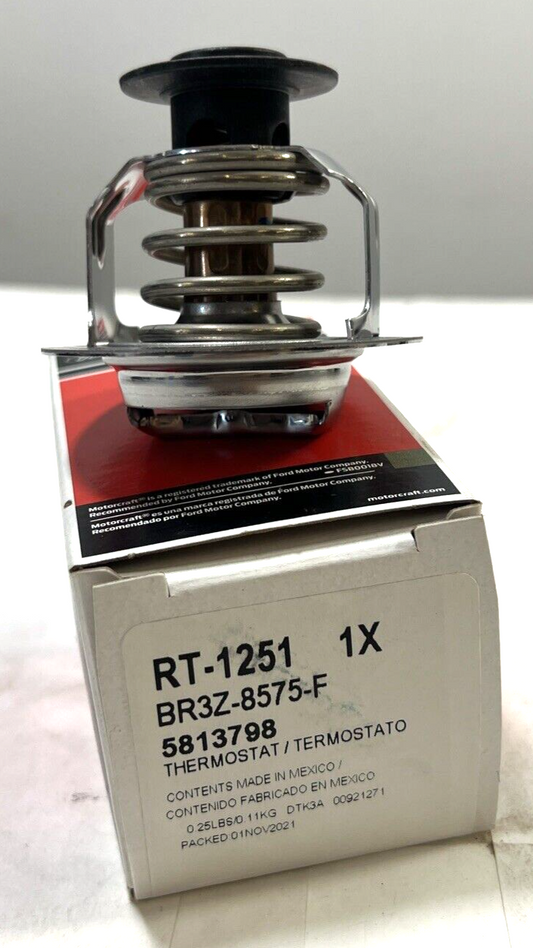 Motorcraft® is a registered trademark of Ford Motor Company.
Recommended by Ford Motor Company.
FSB001BV
Motorcraft® es una marca registrada de Ford Motor Company.
Recomendado por Ford Motor Company.
motorcraft.com
RT-1251 1X
BR3Z-8575-F
5813798
THERMOSTAT / TERMOSTATO
CONTENTS MADE IN MEXICO /
CONTENIDO FABRICADO EN MEXICO
0.25LBS/0.11KG DTK3A 00921271
PACKED:01NOV2021